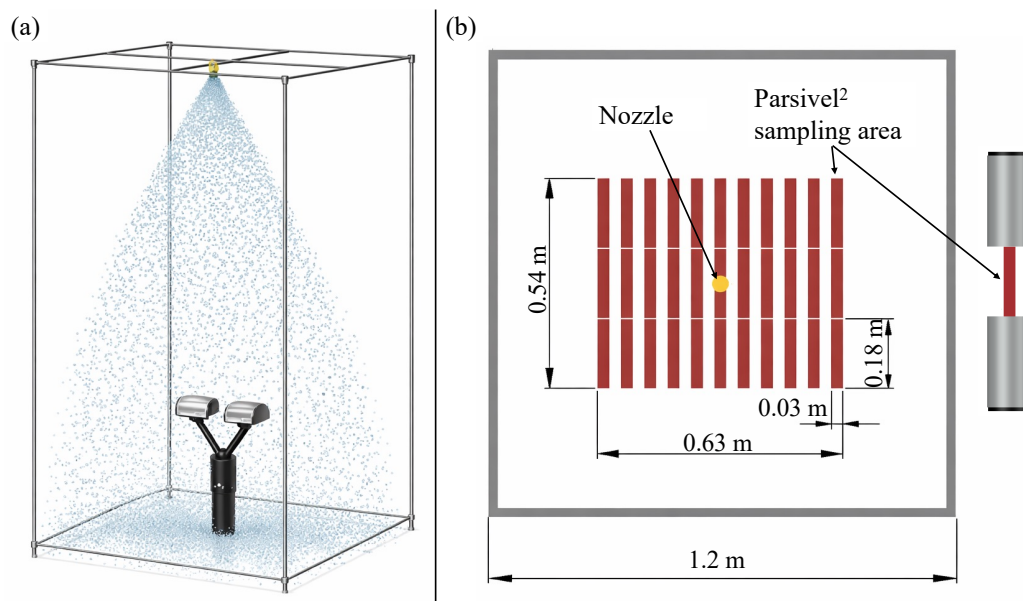 (a)
(b)
Nozzle
Parsivel²
sampling area
0.54 m
0.18 m
0.03 m
0.63 m
1.2 m